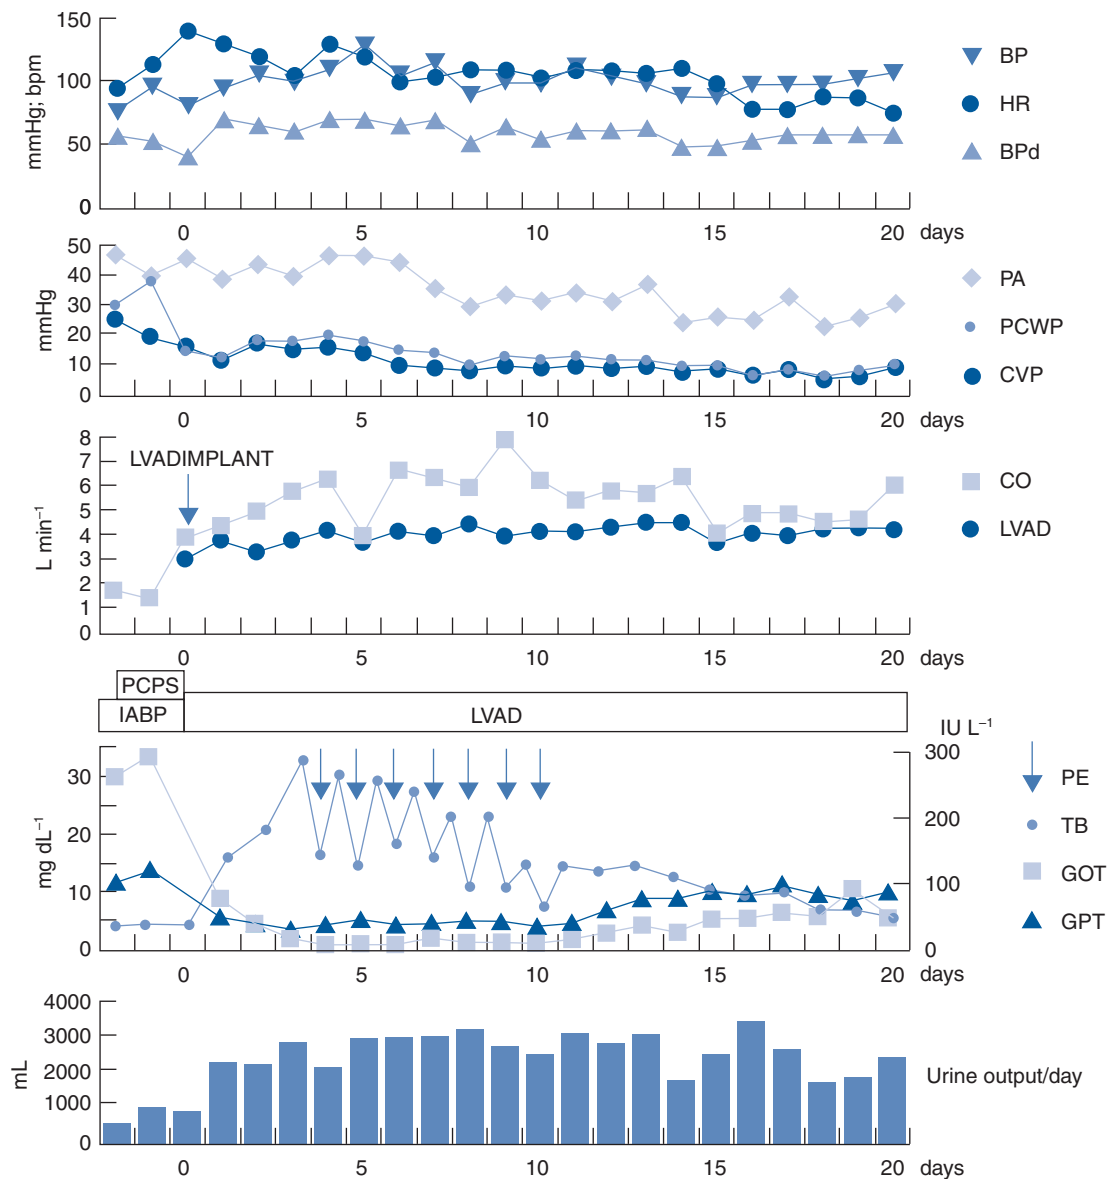 150
100
50
0
mmHg; bpm
BP
HR
BPd
0 5 10 15 20 days
50
40
30
20
10
0
mmHg
PA
PCWP
CVP
0 5 10 15 20 days
8
7
6
5
4
3
2
1
0
L min⁻¹
LVADIMPLANT
CO
LVAD
0 5 10 15 20 days
PCPS
IABP LVAD
IU L⁻¹
30
20
10
0
mg dL⁻¹
300
200
100
0
PE
TB
GOT
GPT
0 5 10 15 20 days
4000
3000
2000
1000
0
mL
Urine output/day
0 5 10 15 20 days